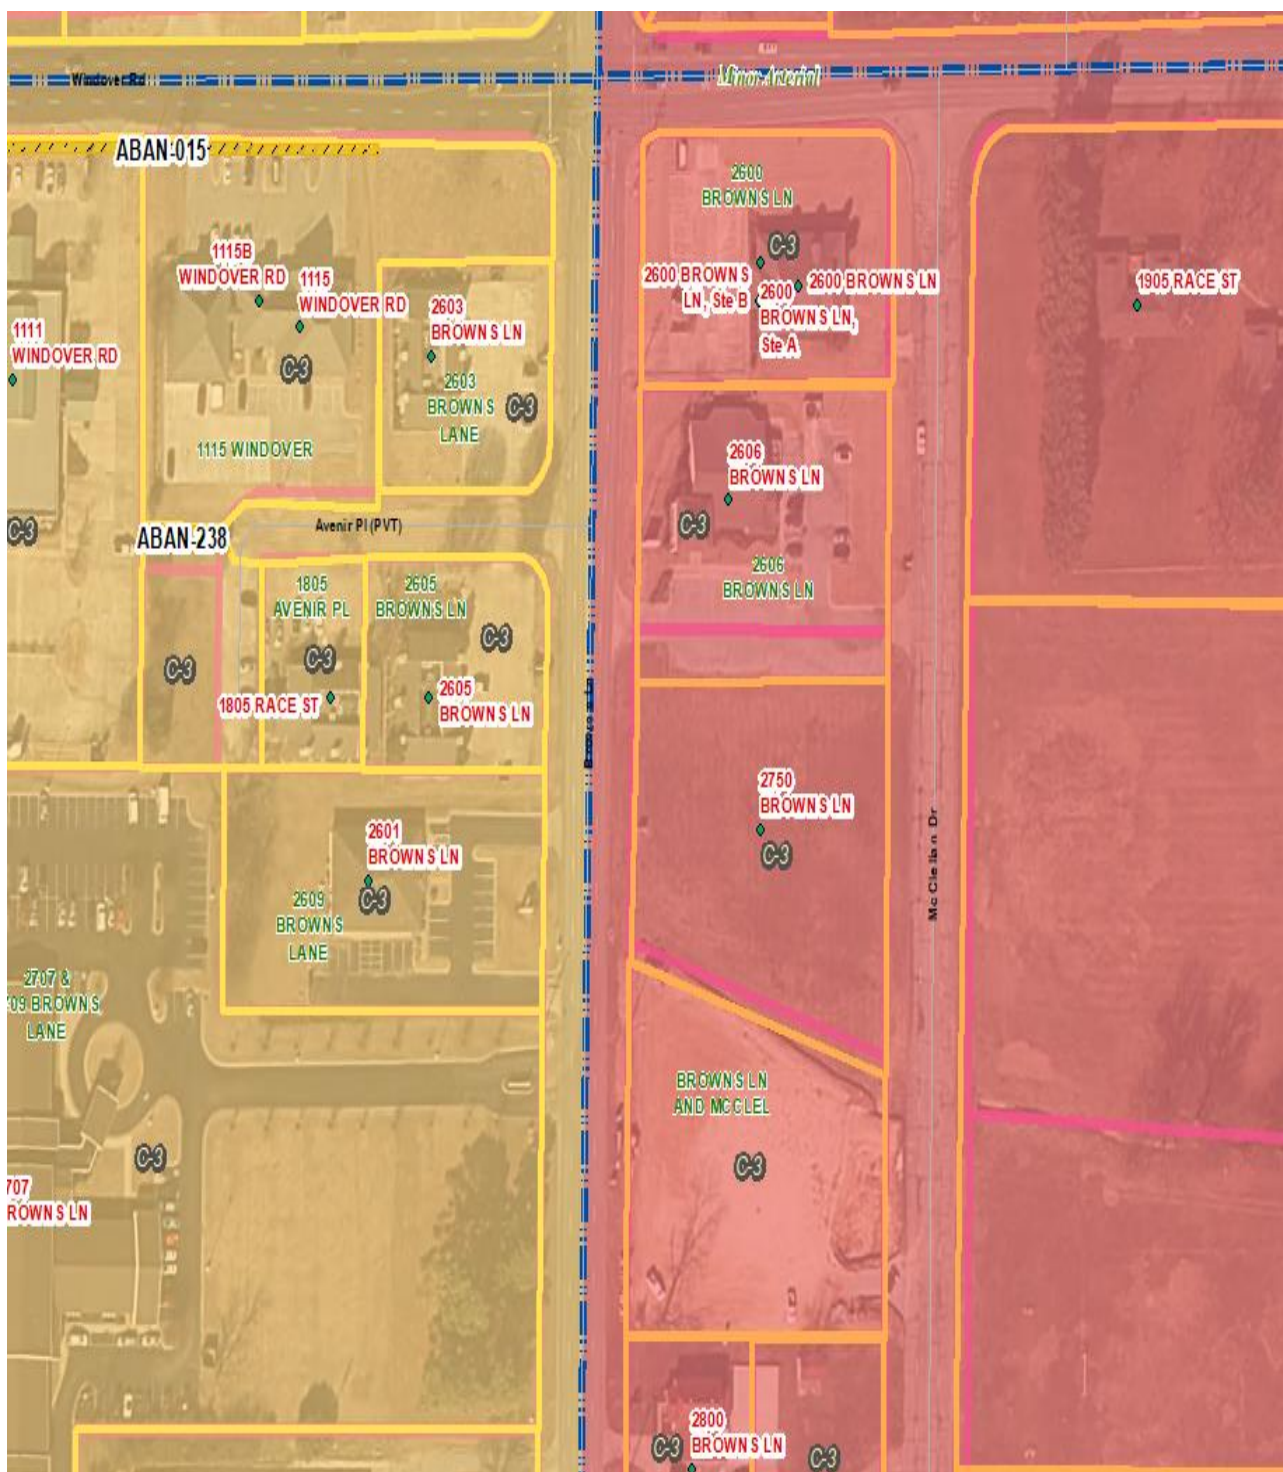 Windover Rd
Minor Arterial
ABAN-015
2600
BROWNS LN
1115B
WINDOVER RD
1115
WINDOVER RD
C-3
2600 BROWNS
LN, Ste B
2600 BROWNS LN
2600
BROWNS LN,
Ste A
1905 RACE ST
2603
BROWNS LN
1111
WINDOVER RD
C-3
2603
BROWNS
LANE
C-3
1115 WINDOVER
2606
BROWNS LN
C-3
C-3
ABAN-238
Avenir Pl (PVT)
2606
BROWNS LN
1805
AVENIR PL
2605
BROWNS LN
C-3
C-3
C-3
1805 RACE ST
2605
BROWNS LN
Browns Ln
2750
BROWNS LN
C-3
McClellan Dr
2601
BROWNS LN
C-3
2609
BROWNS
LANE
2707 &
09 BROWNS
LANE
BROWNS LN
AND MCCLEL
C-3
C-3
707
ROWNS LN
2800
BROWNS LN
C-3
C-3